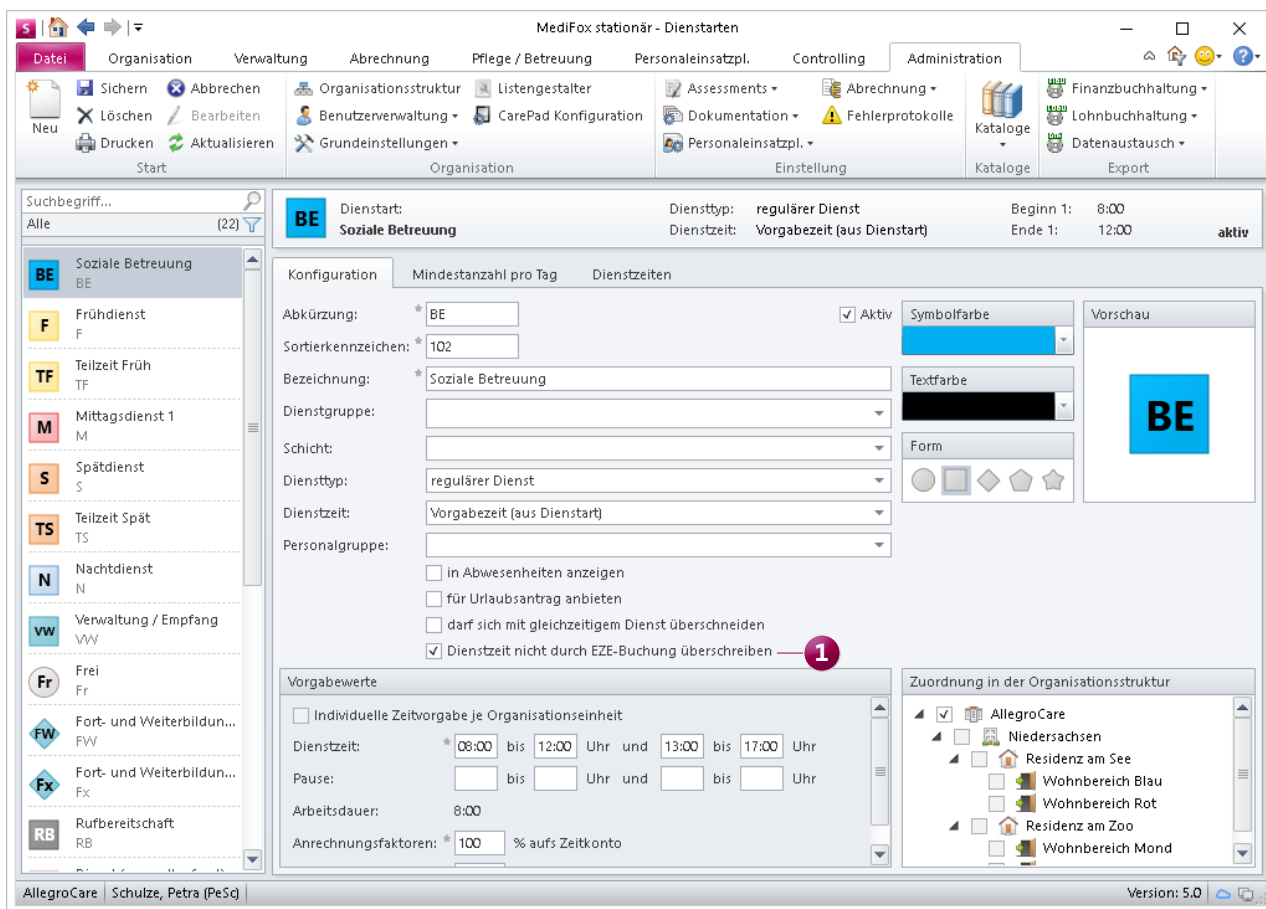 S
MediFox stationär - Dienstarten
Datei Organisation Verwaltung Abrechnung Pflege / Betreuung Personaleinsatzpl. Controlling Administration
Neu
Sichern Abbrechen
Löschen Bearbeiten
Drucken Aktualisieren
Start
Organisationsstruktur Listengestalter
Benutzerverwaltung CarePad Konfiguration
Grundeinstellungen
Organisation
Assessments Abrechnung
Dokumentation Fehlerprotokolle
Personaleinsatzpl.
Einstellung
Kataloge
Kataloge
Finanzbuchhaltung
Lohnbuchhaltung
Datenaustausch
Export
Suchbegriff...
Alle (22)
BE Soziale Betreuung
BE
F Frühdienst
F
TF Teilzeit Früh
TF
M Mittagsdienst 1
M
S Spätdienst
S
TS Teilzeit Spät
TS
N Nachtdienst
N
VW Verwaltung / Empfang
VW
Fr Frei
Fr
FW Fort- und Weiterbildun...
FW
Fx Fort- und Weiterbildun...
Fx
RB Rufbereitschaft
RB
BE Dienstart: Diensttyp: regulärer Dienst Beginn 1: 8:00
Soziale Betreuung Dienstzeit: Vorgabezeit (aus Dienstart) Ende 1: 12:00 aktiv
Konfiguration Mindestanzahl pro Tag Dienstzeiten
Abkürzung: * BE Aktiv
Sortierkennzeichen: * 102
Bezeichnung: * Soziale Betreuung
Dienstgruppe:
Schicht:
Diensttyp: regulärer Dienst
Dienstzeit: Vorgabezeit (aus Dienstart)
Personalgruppe:
in Abwesenheiten anzeigen
für Urlaubsantrag anbieten
darf sich mit gleichzeitigem Dienst überschneiden
Dienstzeit nicht durch EZE-Buchung überschreiben 1
Symbolfarbe
Textfarbe
Form
Vorschau
BE
Vorgabewerte
Individuelle Zeitvorgabe je Organisationseinheit
Dienstzeit: * 08:00 bis 12:00 Uhr und 13:00 bis 17:00 Uhr
Pause: bis Uhr und bis Uhr
Arbeitsdauer: 8:00
Anrechnungsfaktoren: * 100 % aufs Zeitkonto
Zuordnung in der Organisationsstruktur
AllegroCare
Niedersachsen
Residenz am See
Wohnbereich Blau
Wohnbereich Rot
Residenz am Zoo
Wohnbereich Mond
AllegroCare Schulze, Petra (PeSc) Version: 5.0